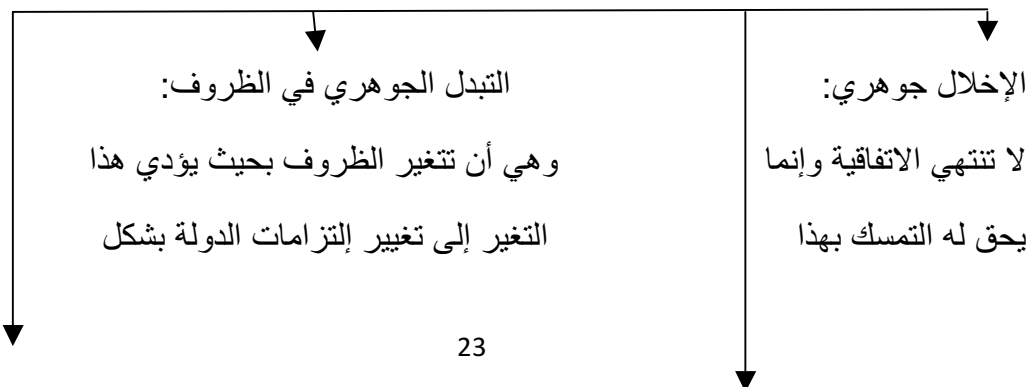 الإخلال جوهري:
لا تنتهي الاتفاقية وإنما
يحق له التمسك بهذا
التبدل الجوهري في الظروف:
وهي أن تتغير الظروف بحيث يؤدي هذا
التغير إلى تغيير إلتزامات الدولة بشكل
23